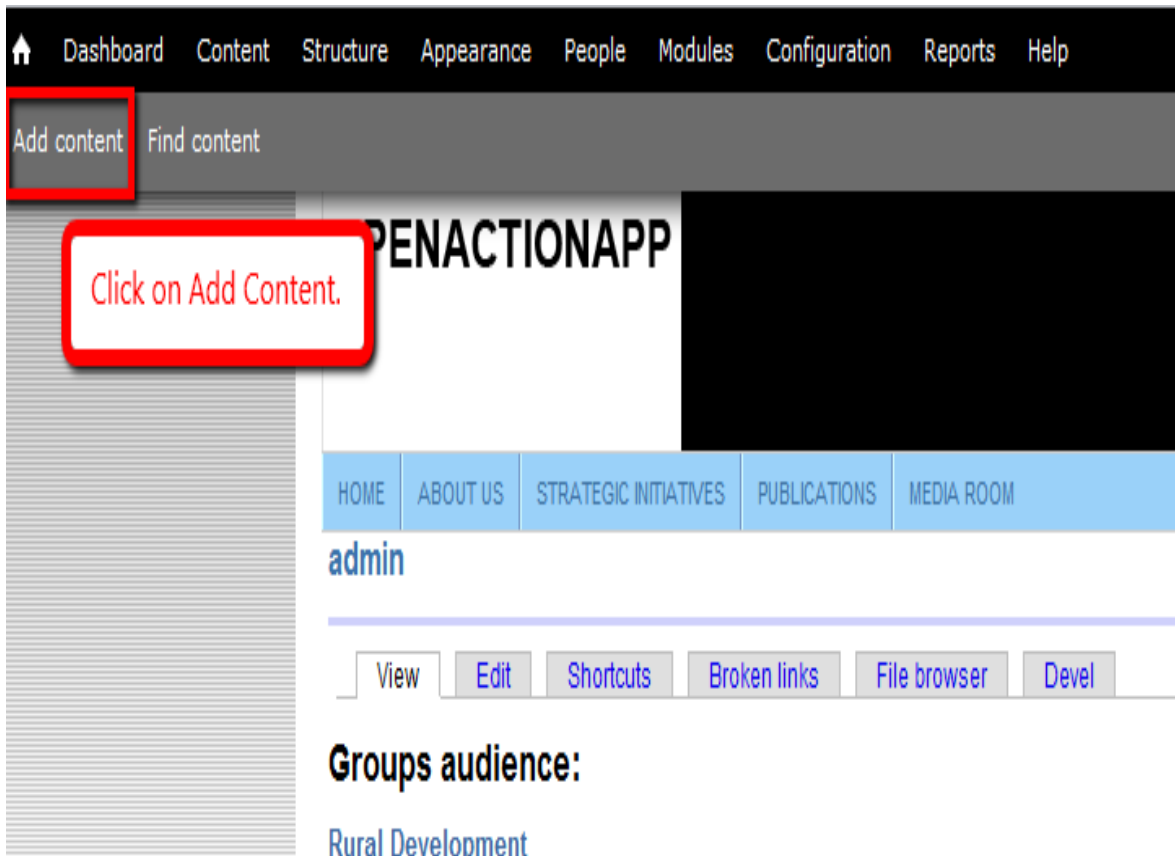 Dashboard Content Structure Appearance People Modules Configuration Reports Help
Add content Find content
PENACTIONAPP
Click on Add Content.
HOME ABOUT US STRATEGIC INITIATIVES PUBLICATIONS MEDIA ROOM
admin
View Edit Shortcuts Broken links File browser Devel
Groups audience:
Rural Development